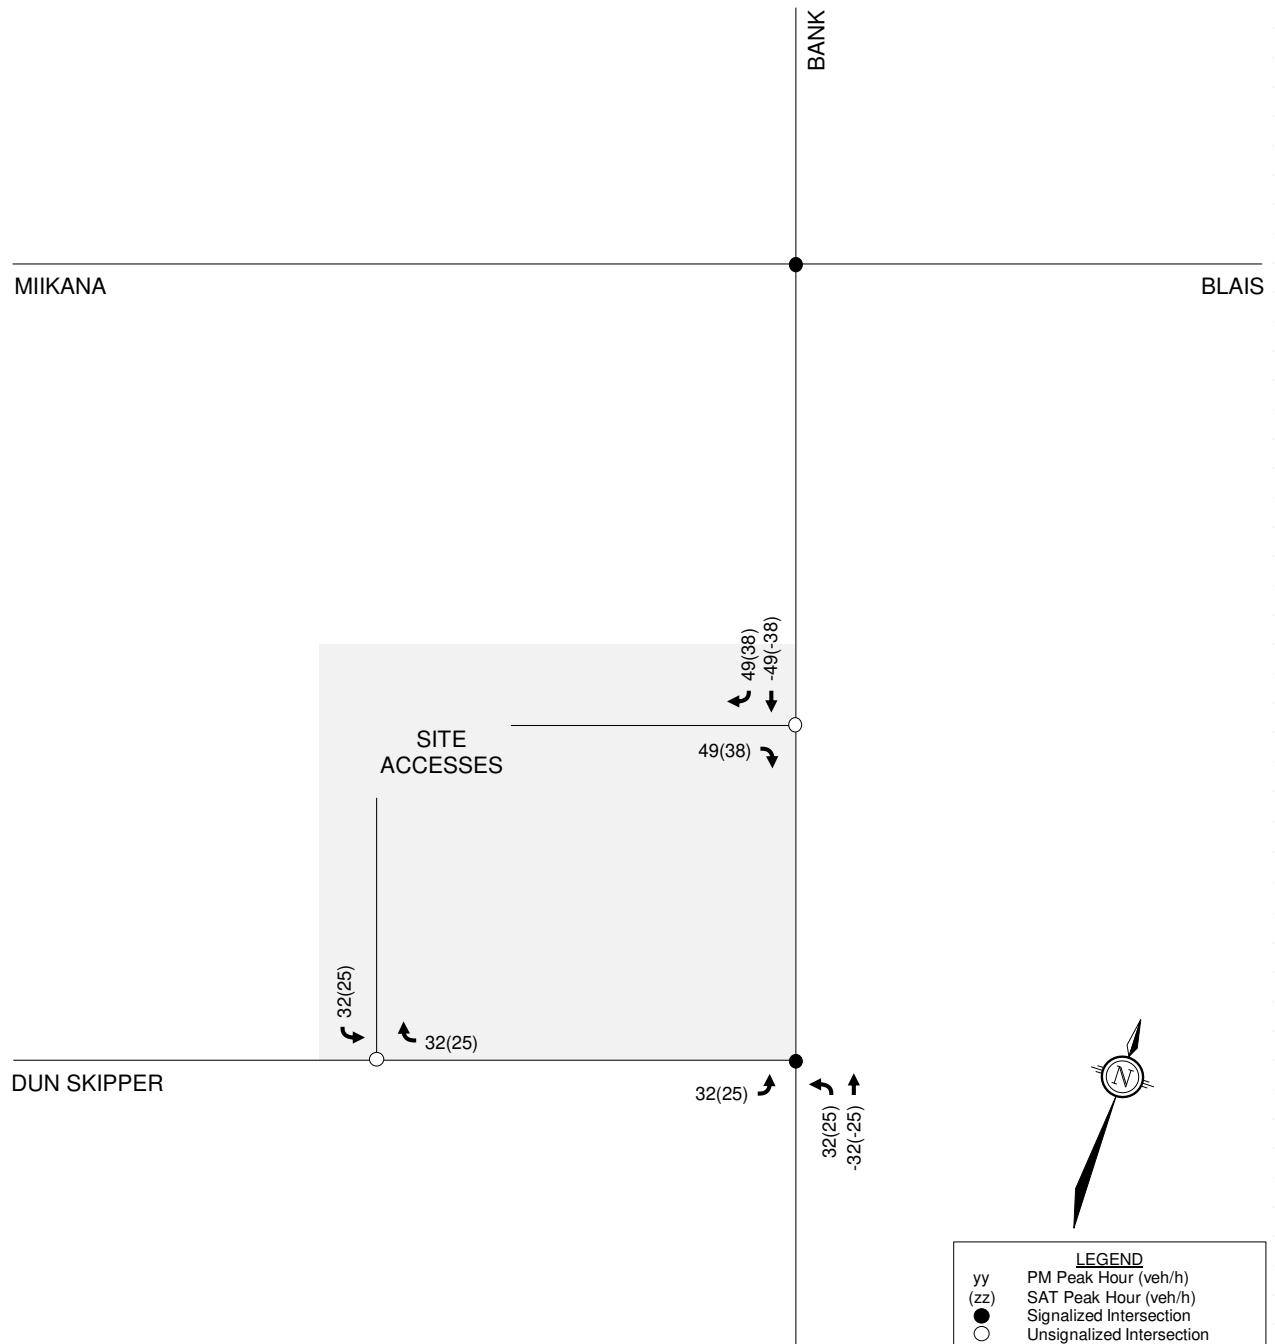 BANK
MIIKANA
BLAIS
49(38)
-49(-38)
SITE
ACCESSES
49(38)
32(25)
32(25)
DUN SKIPPER
32(25)
32(25)
-32(-25)
N
LEGEND
yy PM Peak Hour (veh/h)
(zz) SAT Peak Hour (veh/h)
Signalized Intersection
Unsignalized Intersection